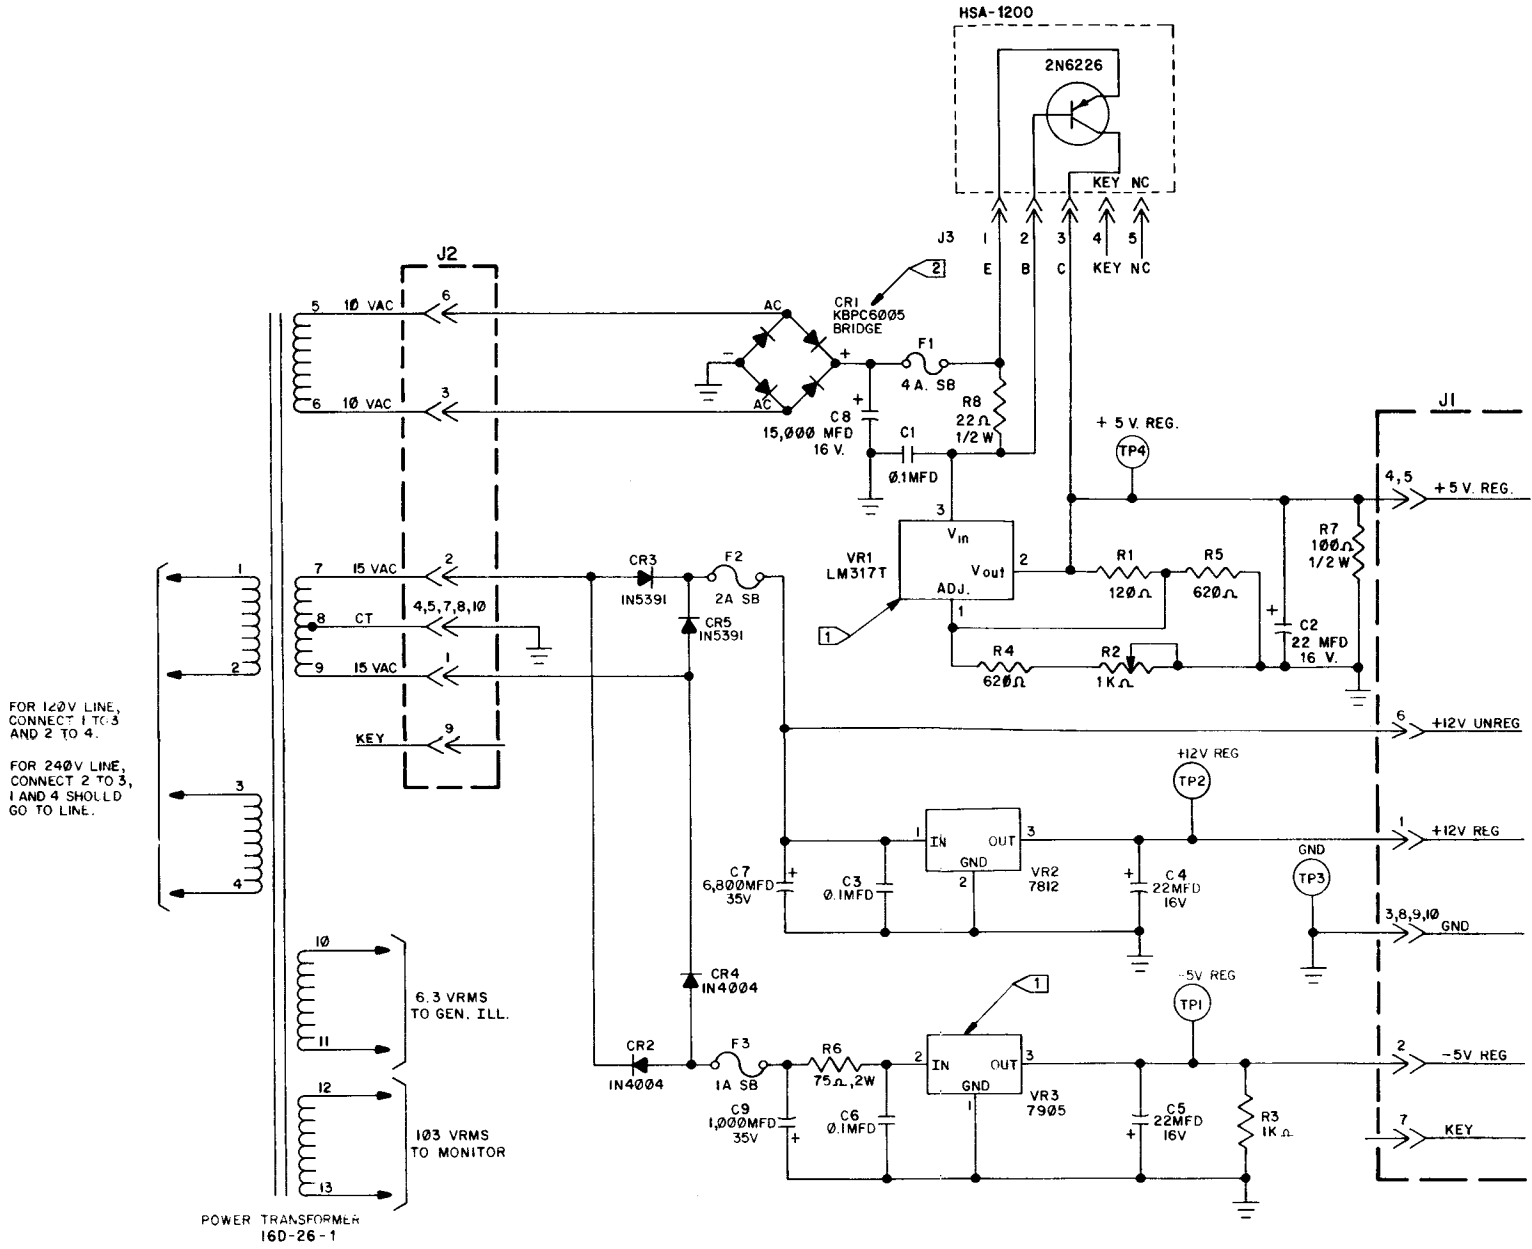 HSA-1200
2N6226
KEY NC
J3 1 2 3 4 5
E B C KEY NC
J2
2
CR1
KBPC6005
BRIDGE
5 10 VAC 6
AC
- +
F1
4 A. SB
6 10 VAC 3
AC
+
C8
15,000 MFD
16 V.
C1
0.1MFD
R8
22Ω
1/2 W
+ 5 V. REG.
TP4
J1
4,5
+ 5 V. REG.
3
Vin
VR1
LM317T
Vout
2
ADJ.
1
1
R1
120Ω
R5
620Ω
R4
620Ω
R2
1KΩ
+
C2
22 MFD
16 V.
R7
100Ω
1/2 W
1
2
7 15 VAC 2
8 CT 4,5,7,8,10
9 15 VAC 1
KEY 9
CR3
1N5391
F2
2A SB
CR5
1N5391
FOR 120V LINE,
CONNECT 1 TO 3
AND 2 TO 4.
FOR 240V LINE,
CONNECT 2 TO 3,
1 AND 4 SHOULD
GO TO LINE.
3
4
6
+12V UNREG
+12V REG
TP2
1 IN OUT 3
GND
2
VR2
7812
C7
6,800MFD
35V
+
C3
0.1MFD
+
C4
22MFD
16V
1
+12V REG
GND
TP3
3,8,9,10
GND
10
11
6.3 VRMS
TO GEN. ILL.
12
13
103 VRMS
TO MONITOR
CR4
1N4004
CR2
1N4004
F3
1A SB
R6
75Ω,2W
C9
1,000MFD
35V
+
C6
0.1MFD
1
2 IN OUT 3
GND
1
VR3
7905
-5V REG
TP1
C5
22MFD
16V
+
R3
1KΩ
2
-5V REG
7
KEY
POWER TRANSFORMER
16D-26-1